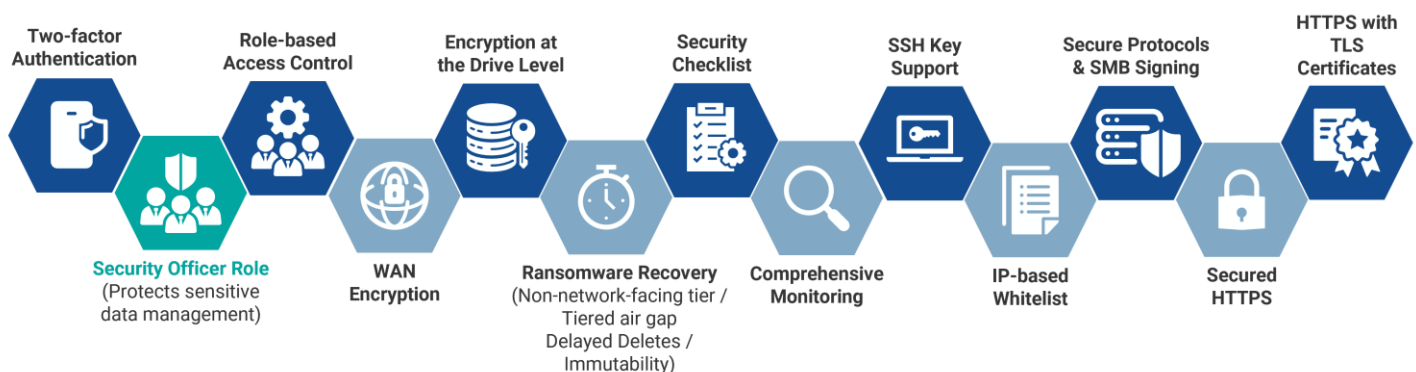 Two-factor
Authentication
Security Officer Role
(Protects sensitive
data management)
Role-based
Access Control
WAN
Encryption
Encryption at
the Drive Level
Ransomware Recovery
(Non-network-facing tier /
Tiered air gap
Delayed Deletes /
Immutability)
Security
Checklist
Comprehensive
Monitoring
SSH Key
Support
IP-based
Whitelist
Secure Protocols
& SMB Signing
Secured
HTTPS
HTTPS with
TLS
Certificates